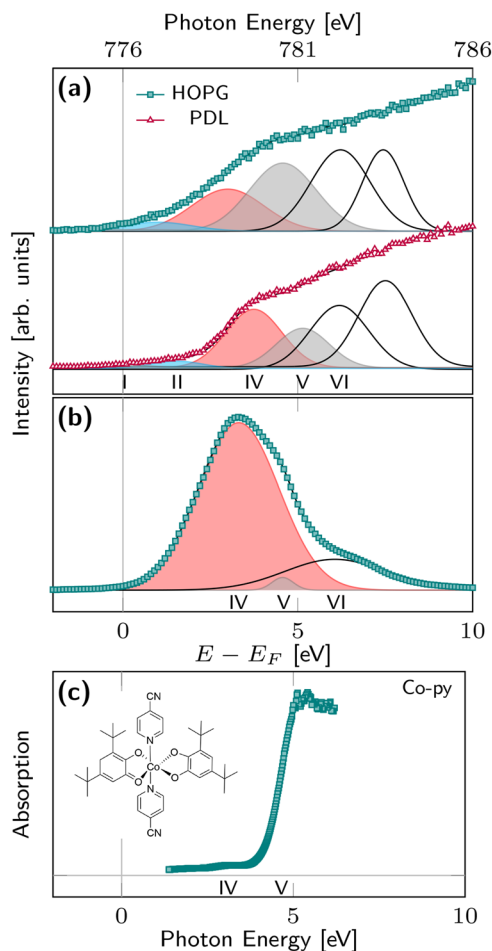 Photon Energy [eV]
776 781 786
(a)
HOPG
PDL
I II IV V VI
Intensity [arb. units]
(b)
IV V VI
0 5 10
E − E_F [eV]
(c)
Co-py
CN
N
O O
Co
O O
N
CN
Absorption
IV V
0 5 10
Photon Energy [eV]